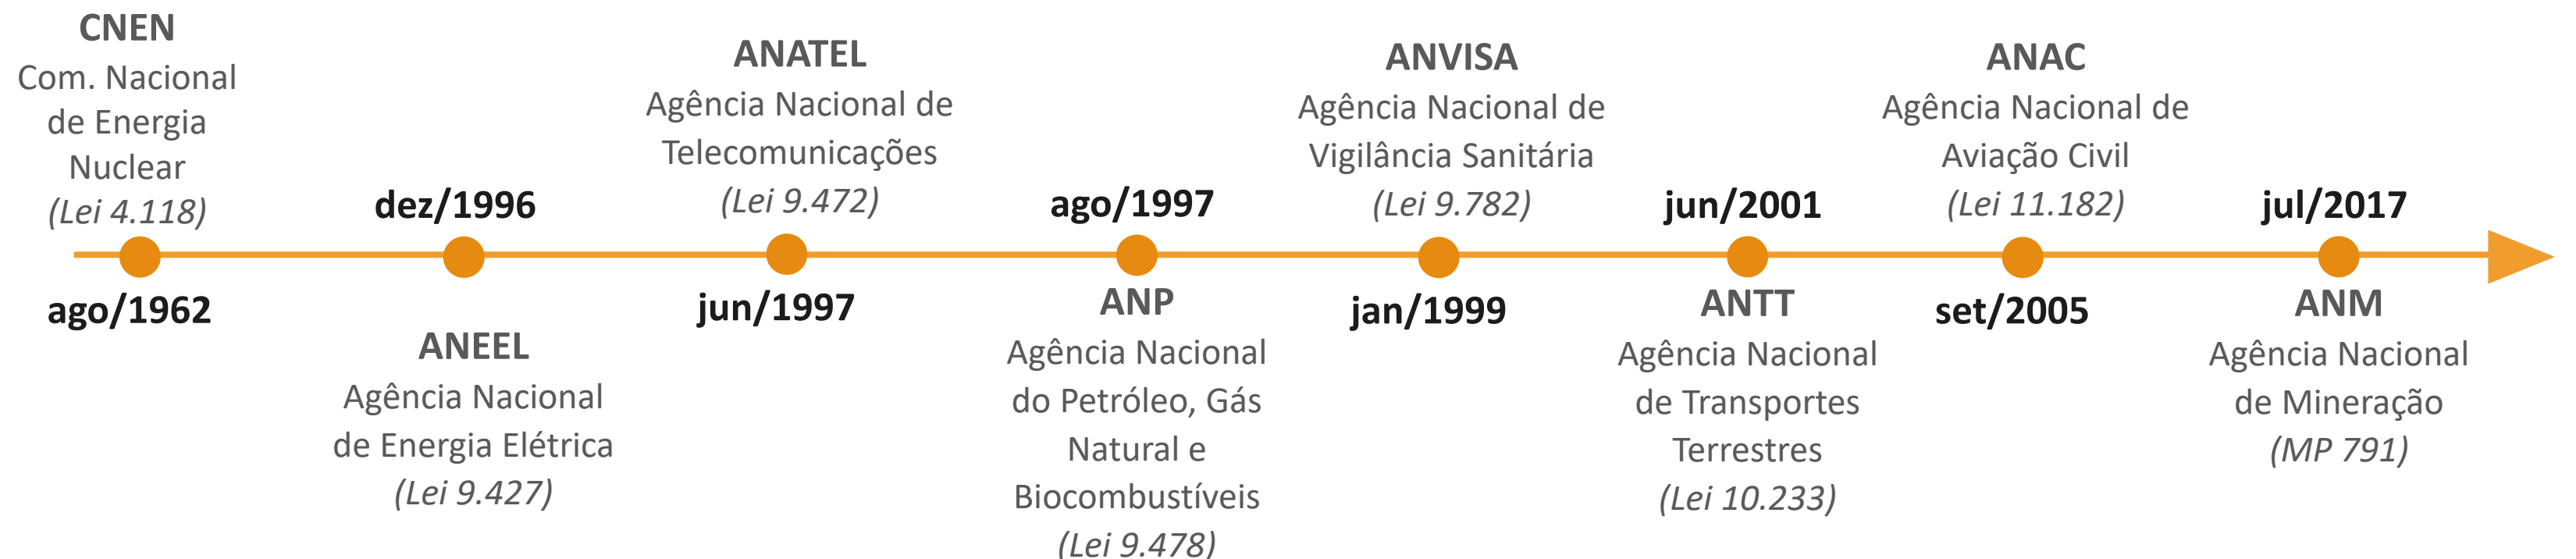 CNEN
Com. Nacional
de Energia
Nuclear
(Lei 4.118)
ago/1962
dez/1996
ANEEL
Agência Nacional
de Energia Elétrica
(Lei 9.427)
ANATEL
Agência Nacional de
Telecomunicações
(Lei 9.472)
jun/1997
ago/1997
ANP
Agência Nacional
do Petróleo, Gás
Natural e
Biocombustíveis
(Lei 9.478)
ANVISA
Agência Nacional de
Vigilância Sanitária
(Lei 9.782)
jan/1999
jun/2001
ANTT
Agência Nacional
de Transportes
Terrestres
(Lei 10.233)
ANAC
Agência Nacional de
Aviação Civil
(Lei 11.182)
set/2005
jul/2017
ANM
Agência Nacional
de Mineração
(MP 791)